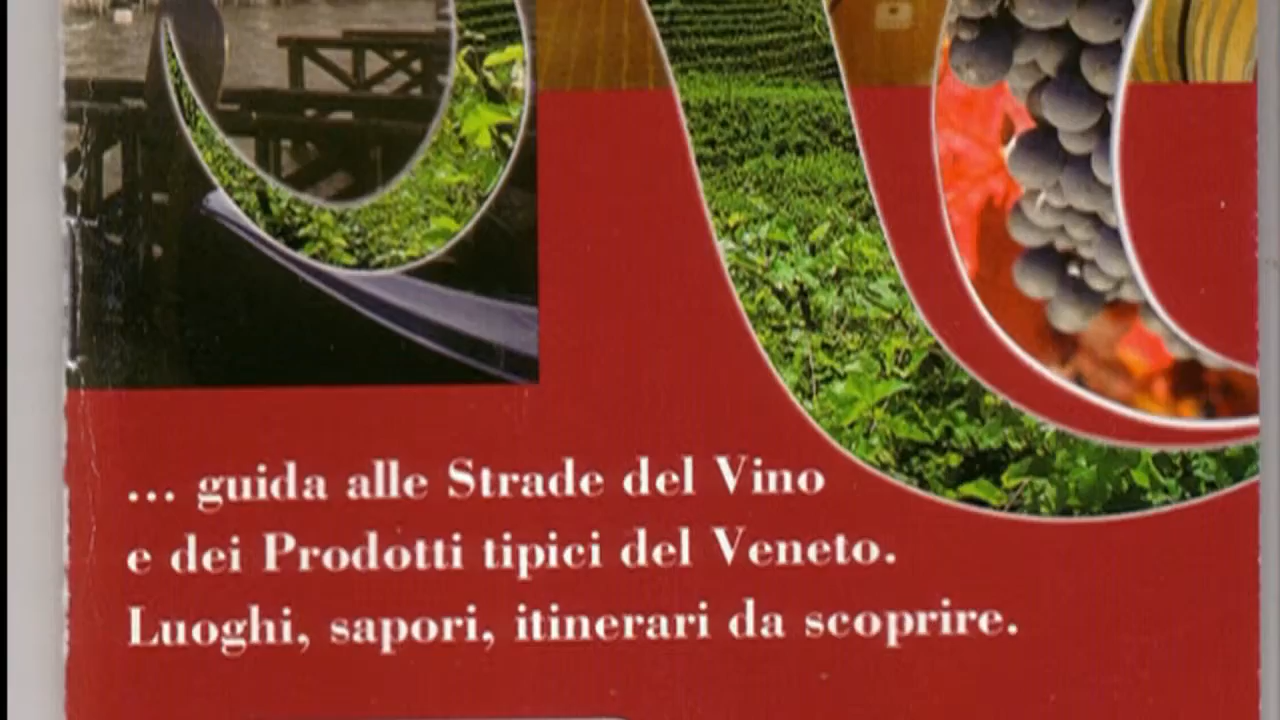 ... guida alle Strade del Vino
e dei Prodotti tipici del Veneto.
Luoghi, sapori, itinerari da scoprire.